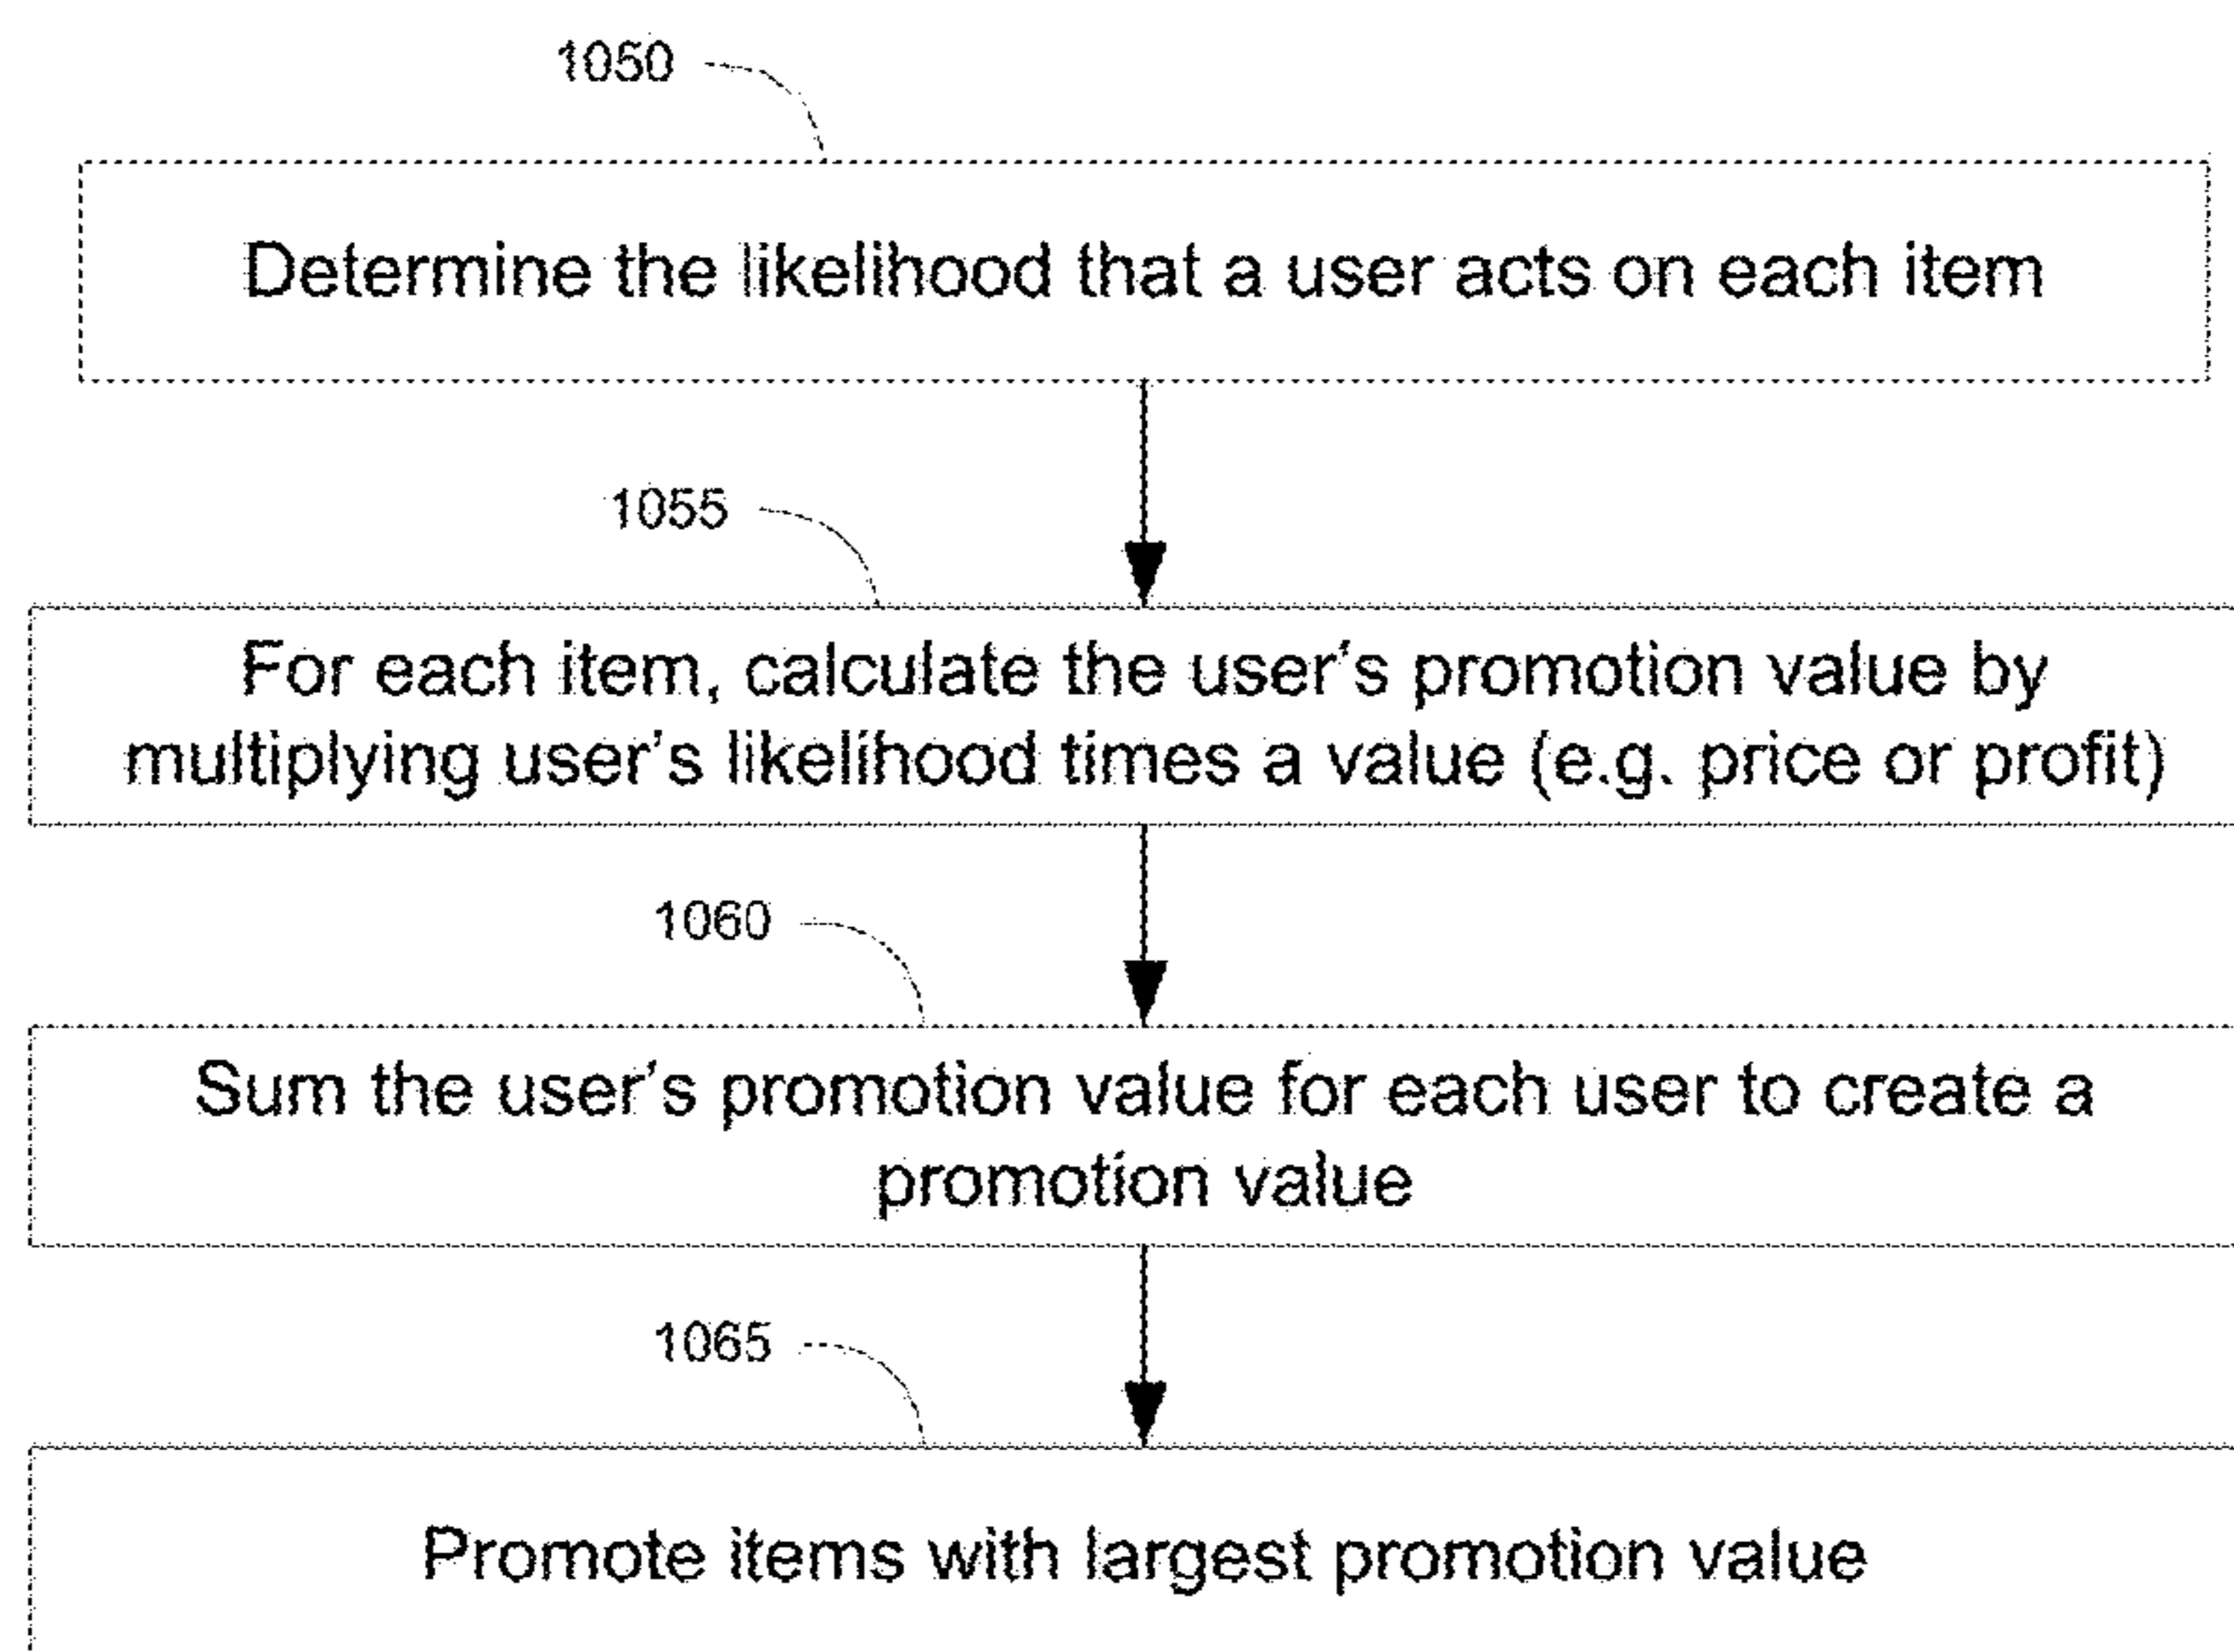 1050
Determine the likelihood that a user acts on each item
1055
For each item, calculate the user's promotion value by
multiplying user's likelihood times a value (e.g. price or profit)
1060
Sum the user's promotion value for each user to create a
promotion value
1065
Promote items with largest promotion value